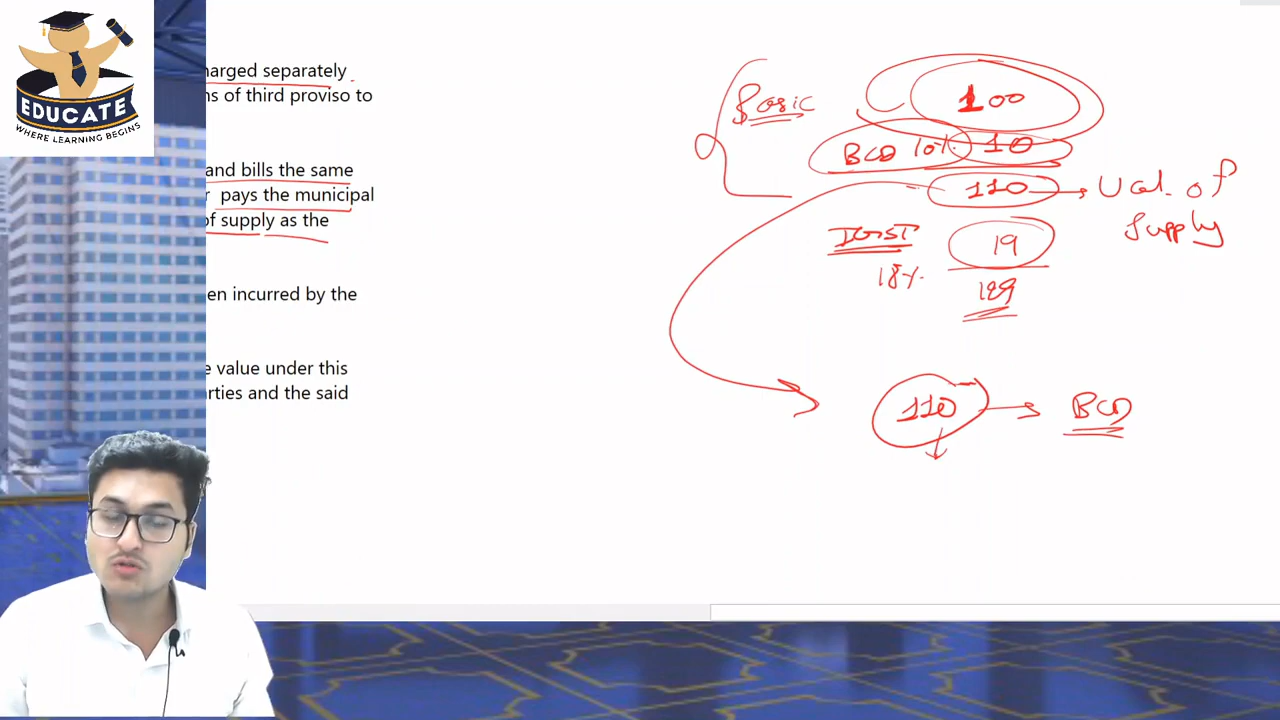 EDUCATE
WHERE LEARNING BEGINS
harged separately
ns of third proviso to
and bills the same
r pays the municipal
of supply as the
en incurred by the
e value under this
arties and the said
Basic 100
BCD 10% 10
110 → Val. of
Supply
IGST 19
18%
129
110 → BCD